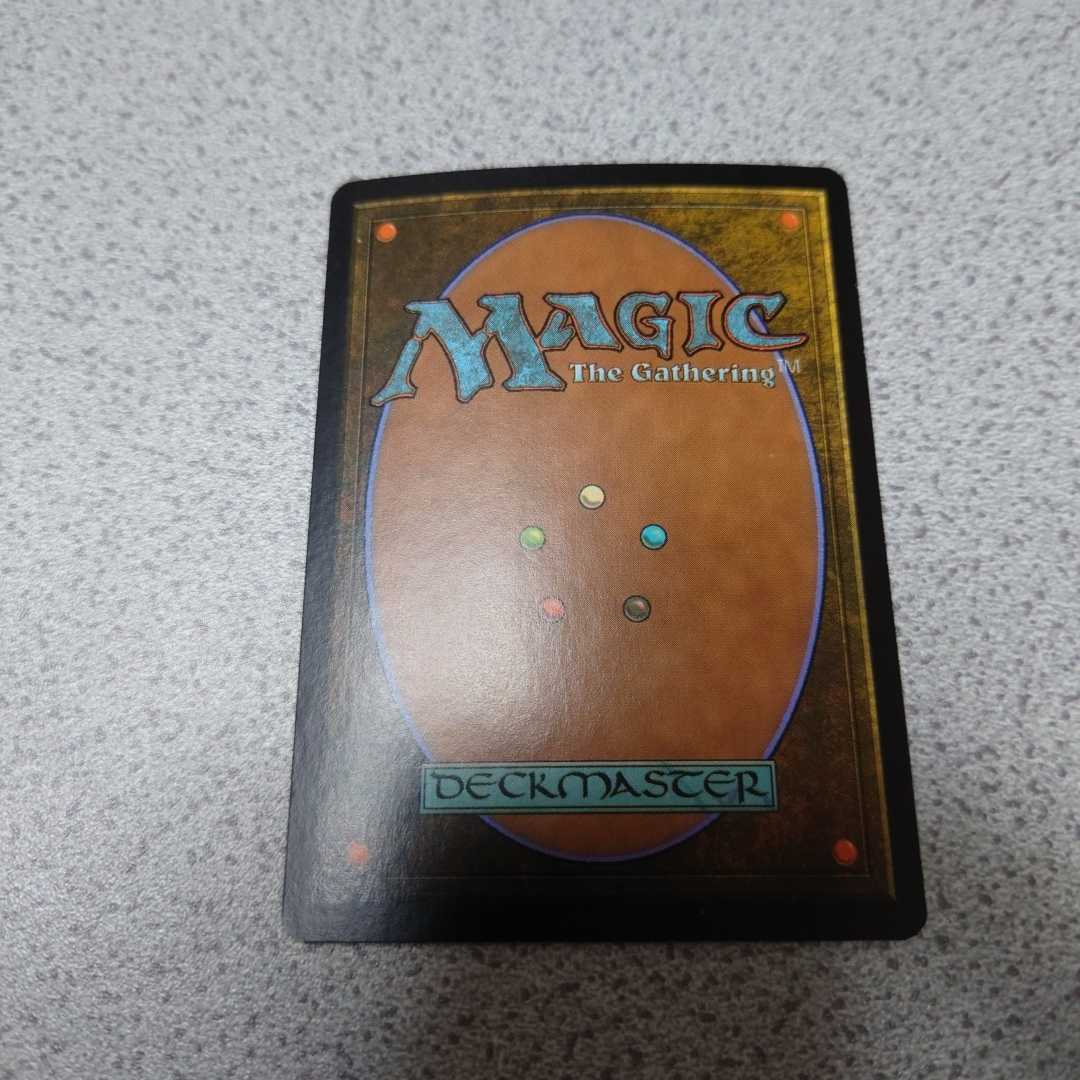 MAGIC
The Gathering™
DECKMASTER